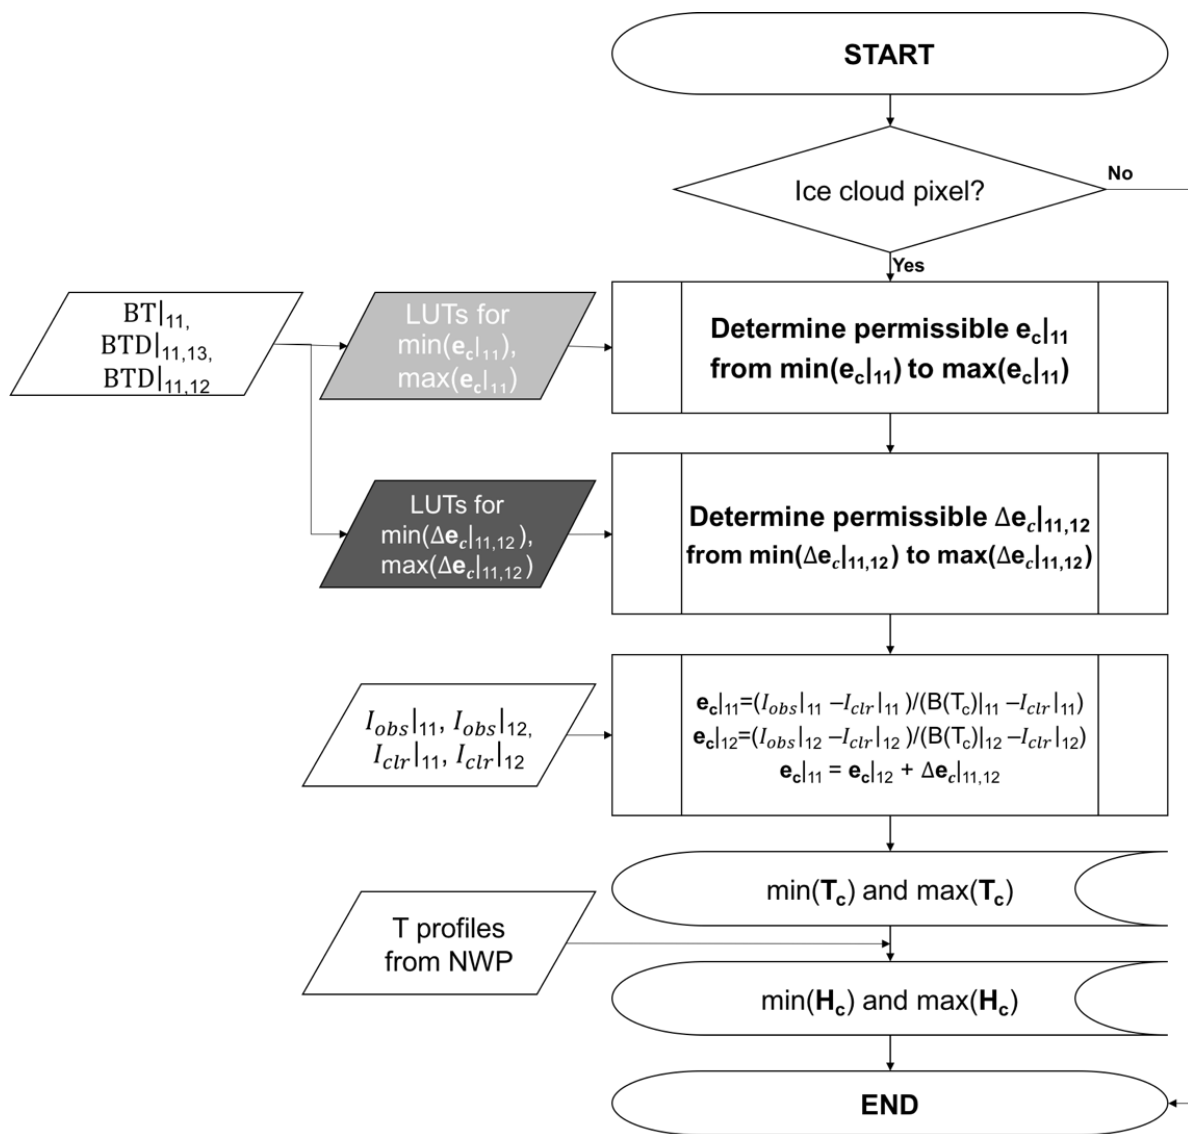 START
Ice cloud pixel?
No
Yes
BT|11,
BTD|11,13,
BTD|11,12
LUTs for
min(ec|11),
max(ec|11)
Determine permissible ec|11
from min(ec|11) to max(ec|11)
LUTs for
min(Δec|11,12),
max(Δec|11,12)
Determine permissible Δec|11,12
from min(Δec|11,12) to max(Δec|11,12)
Iobs|11, Iobs|12,
Iclr|11, Iclr|12
ec|11=(Iobs|11 –Iclr|11 )/(B(Tc)|11 –Iclr|11)
ec|12=(Iobs|12 –Iclr|12 )/(B(Tc)|12 –Iclr|12)
ec|11 = ec|12 + Δec|11,12
min(Tc) and max(Tc)
T profiles
from NWP
min(Hc) and max(Hc)
END